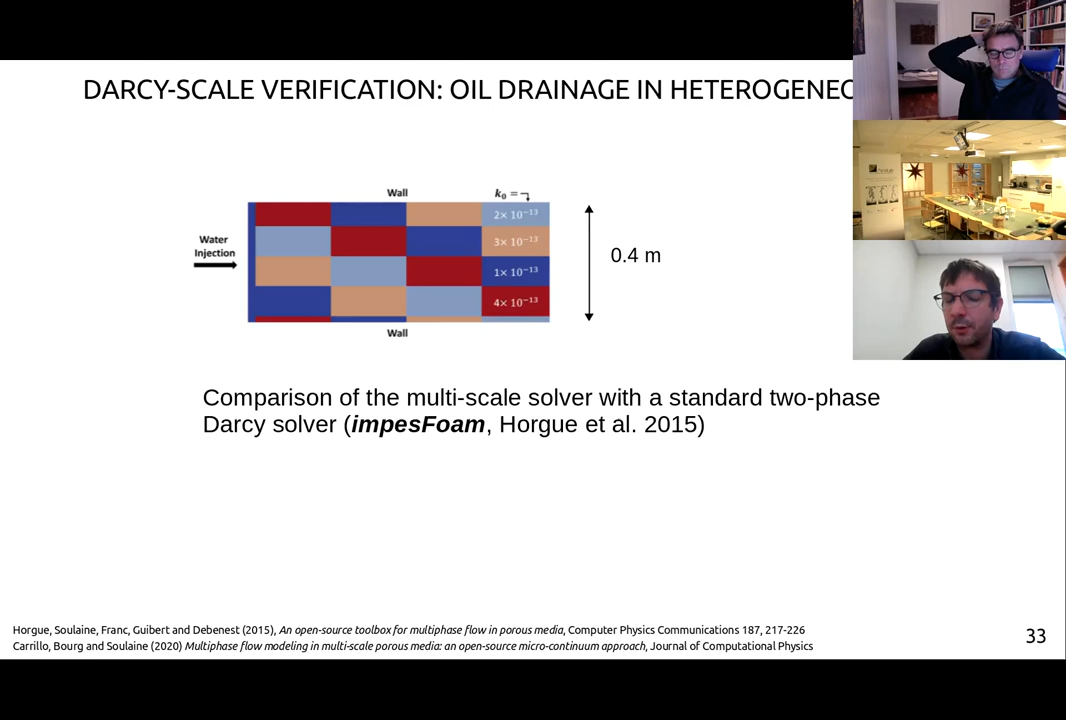 DARCY-SCALE VERIFICATION: OIL DRAINAGE IN
Wall
k₀ =
2× 10⁻¹³
Water
Injection
3× 10⁻¹³
1× 10⁻¹³
4× 10⁻¹³
0.4 m
Wall
Comparison of the multi-scale solver with a standard two-phase
Darcy solver (impesFoam, Horgue et al. 2015)
Horgue, Soulaine, Franc, Guibert and Debenest (2015), An open-source toolbox for multiphase flow in porous media, Computer Physics Communications 187, 217-226
Carrillo, Bourg and Soulaine (2020) Multiphase flow modeling in multi-scale porous media: an open-source micro-continuum approach, Journal of Computational Physics
33